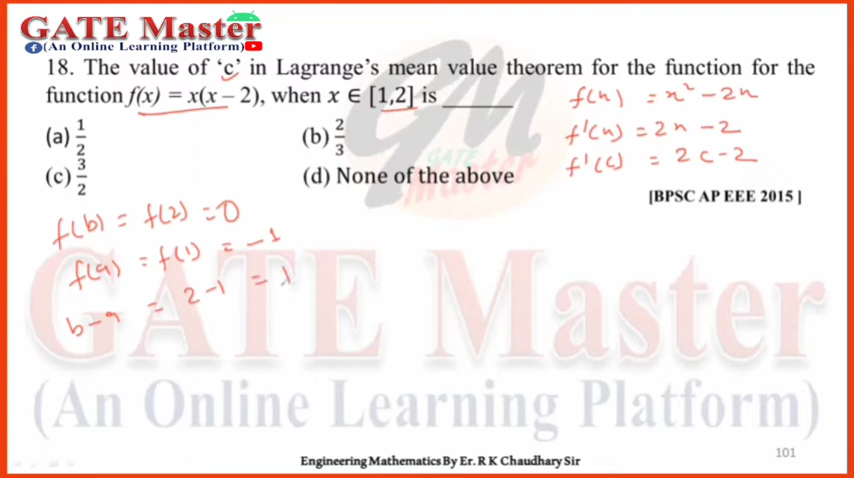 GATE Master
(An Online Learning Platform)
18. The value of ‘c’ in Lagrange’s mean value theorem for the function for the
function f(x) = x(x – 2), when x ∈ [1,2] is ______
f(x) = x² - 2x
(a) 1/2
(b) 2/3
f'(x) = 2x - 2
(c) 3/2
(d) None of the above
f'(c) = 2c - 2
[BPSC AP EEE 2015 ]
f(b) = f(2) = 0
f(a) = f(1) = -1
b-a = 2-1 = 1
GATE Master
(An Online Learning Platform)
101
Engineering Mathematics By Er. R K Chaudhary Sir